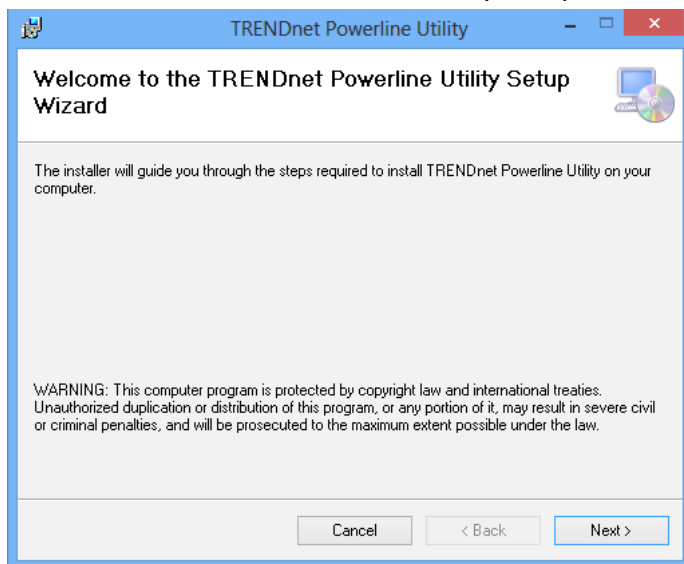 TRENDnet Powerline Utility
Welcome to the TRENDnet Powerline Utility Setup
Wizard
The installer will guide you through the steps required to install TRENDnet Powerline Utility on your
computer.
WARNING: This computer program is protected by copyright law and international treaties.
Unauthorized duplication or distribution of this program, or any portion of it, may result in severe civil
or criminal penalties, and will be prosecuted to the maximum extent possible under the law.
Cancel < Back Next >